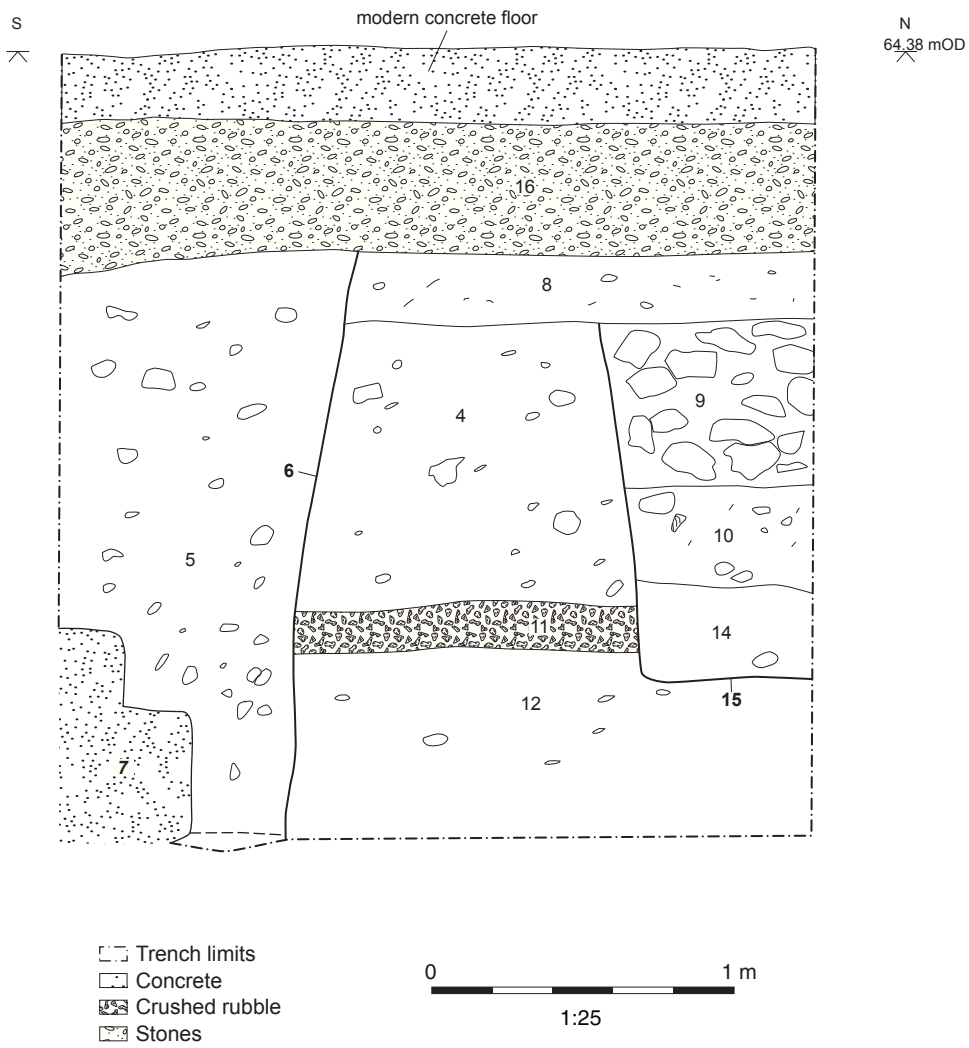 modern concrete floor
S
N
64.38 mOD
16
8
9
4
6
10
5
11
14
12
15
7
Trench limits
Concrete
Crushed rubble
Stones
0 1 m
1:25